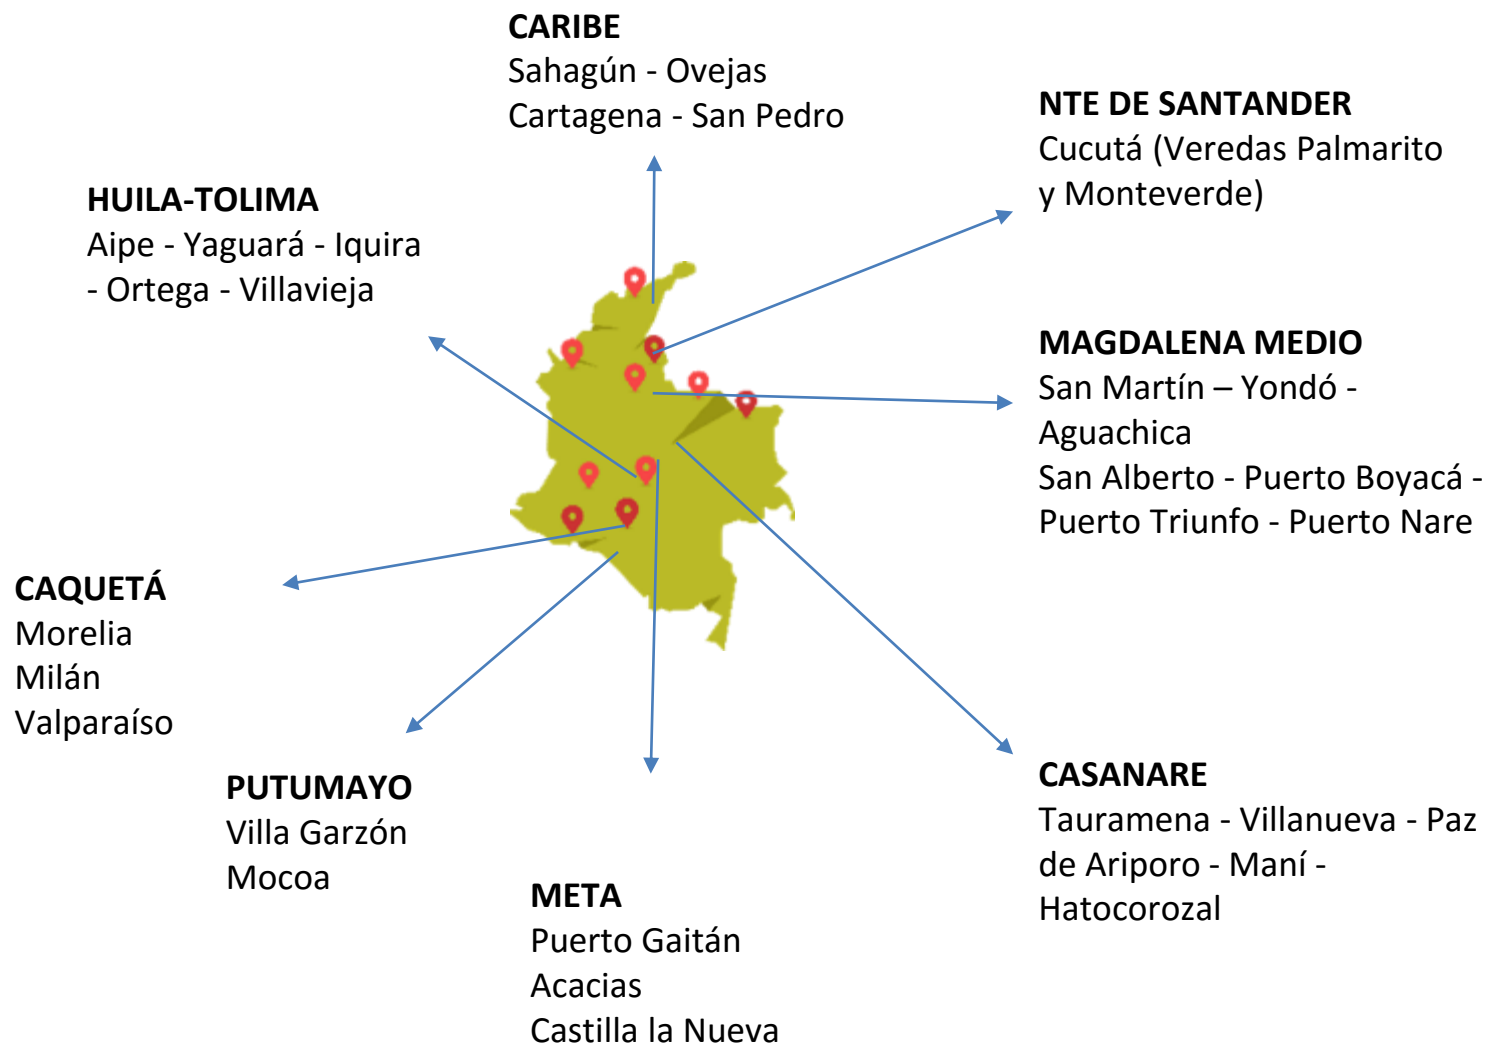 CARIBE
Sahagún - Ovejas
Cartagena - San Pedro
NTE DE SANTANDER
Cucutá (Veredas Palmarito
y Monteverde)
HUILA-TOLIMA
Aipe - Yaguará - Iquira
- Ortega - Villavieja
MAGDALENA MEDIO
San Martín – Yondó -
Aguachica
San Alberto - Puerto Boyacá -
Puerto Triunfo - Puerto Nare
CAQUETÁ
Morelia
Milán
Valparaíso
PUTUMAYO
Villa Garzón
Mocoa
META
Puerto Gaitán
Acacias
Castilla la Nueva
CASANARE
Tauramena - Villanueva - Paz
de Ariporo - Maní -
Hatocorozal